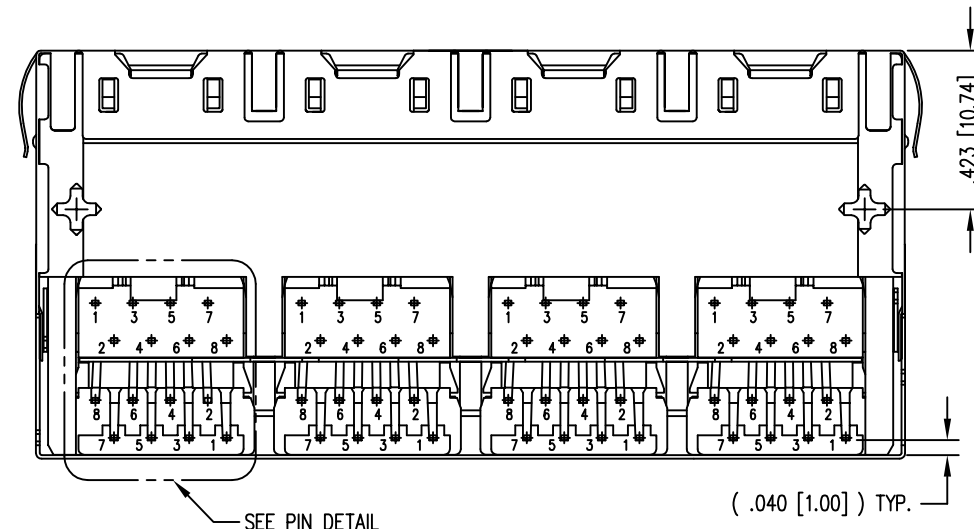 .423 [10.74]
1 3 5 7 1 3 5 7 1 3 5 7 1 3 5 7
2 4 6 8 2 4 6 8 2 4 6 8 2 4 6 8
8 6 4 2 8 6 4 2 8 6 4 2 8 6 4 2
7 5 3 1 7 5 3 1 7 5 3 1 7 5 3 1
( .040 [1.00] ) TYP.
SEE PIN DETAIL